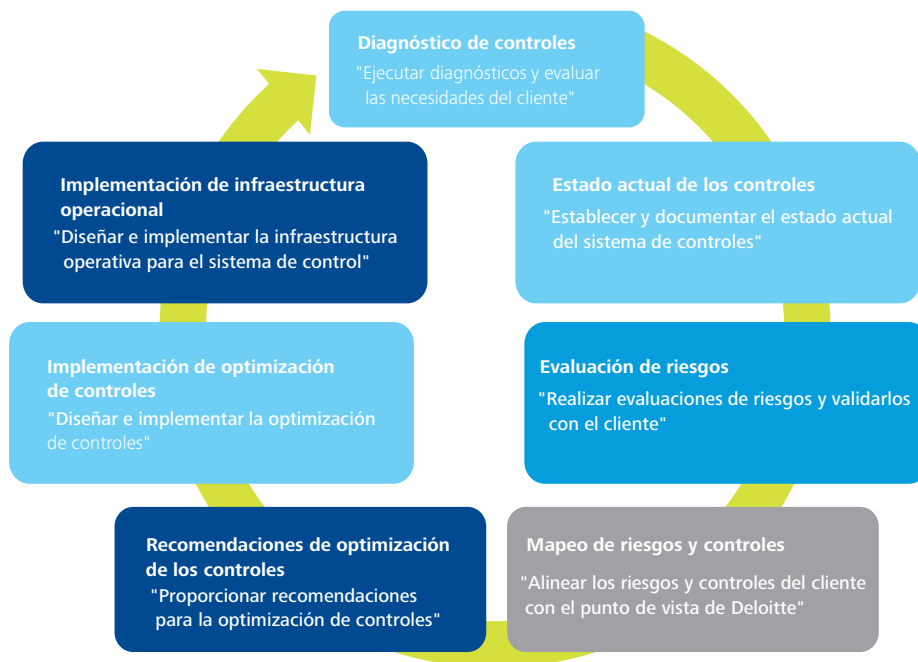 Diagnóstico de controles
"Ejecutar diagnósticos y evaluar
las necesidades del cliente"
Estado actual de los controles
"Establecer y documentar el estado actual
del sistema de controles"
Evaluación de riesgos
"Realizar evaluaciones de riesgos y validarlos
con el cliente"
Mapeo de riesgos y controles
"Alinear los riesgos y controles del cliente
con el punto de vista de Deloitte"
Recomendaciones de optimización
de los controles
"Proporcionar recomendaciones
para la optimización de controles"
Implementación de optimización
de controles
"Diseñar e implementar la optimización
de controles"
Implementación de infraestructura
operacional
"Diseñar e implementar la infraestructura
operativa para el sistema de control"